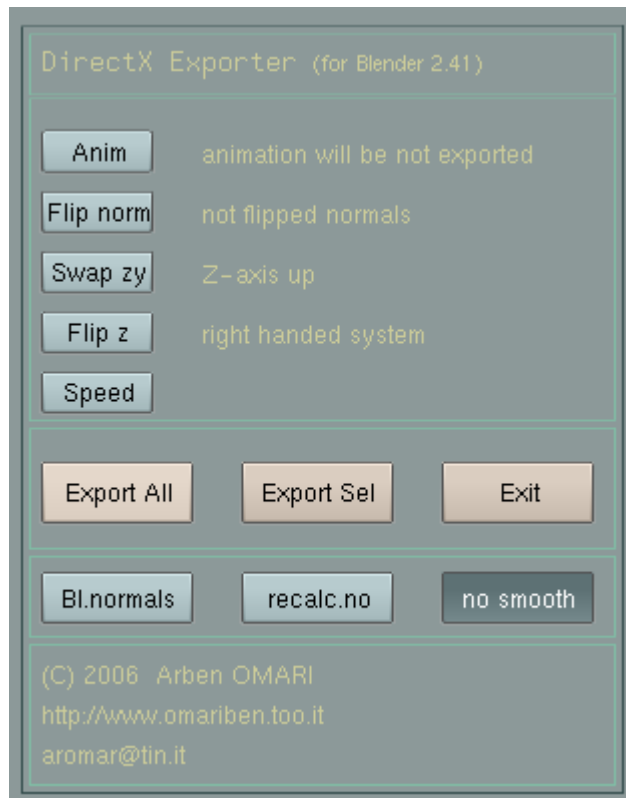 DirectX Exporter (for Blender 2.41)
Anim animation will be not exported
Flip norm not flipped normals
Swap zy Z-axis up
Flip z right handed system
Speed
Export All Export Sel Exit
Bl.normals recalc.no no smooth
(C) 2006 Arben OMARI
http://www.omariben.too.it
aromar@tin.it